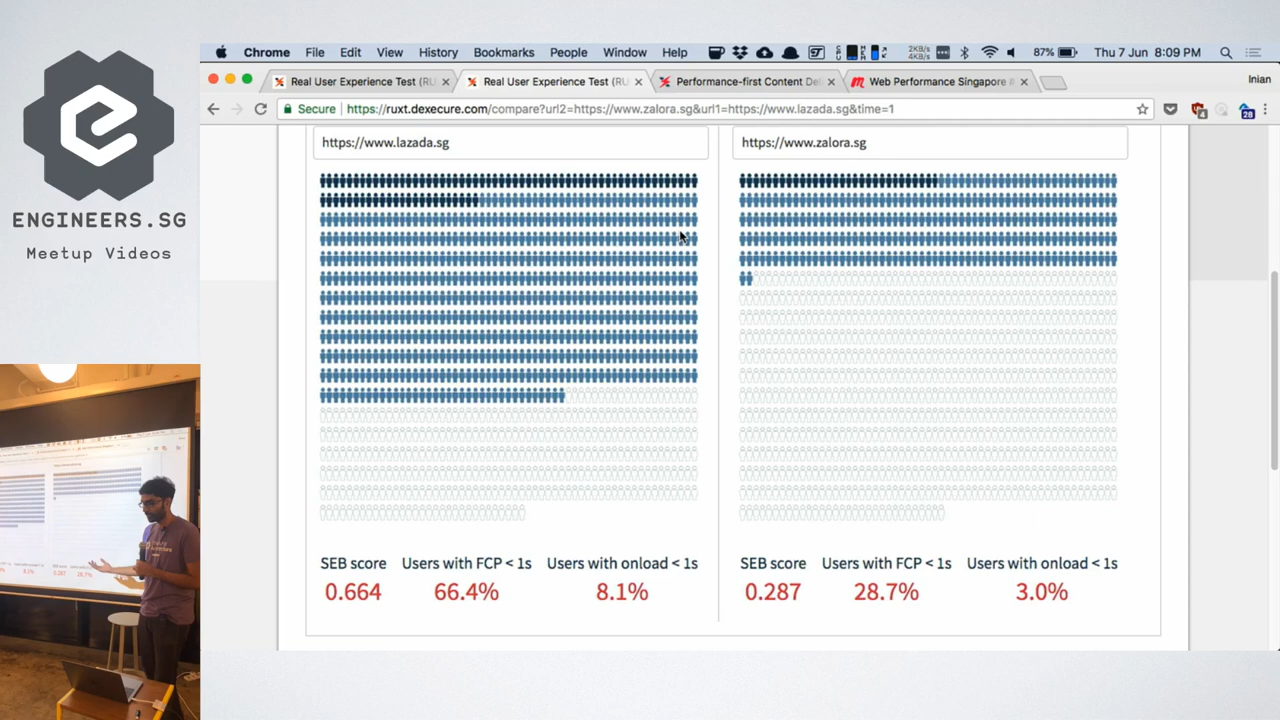 ENGINEERS.SG
Meetup Videos
Chrome File Edit View History Bookmarks People Window Help
2KB/s
4KB/s
87%
Thu 7 Jun 8:09 PM
Real User Experience Test (RU
Real User Experience Test (RU
Performance-first Content Del
Web Performance Singapore
Inian
Secure
https://ruxt.dexecure.com/compare?url2=https://www.zalora.sg&url1=https://www.lazada.sg&time=1
4
28
https://www.lazada.sg
https://www.zalora.sg
SEB score Users with FCP < 1s Users with onload < 1s
0.664 66.4% 8.1%
SEB score Users with FCP < 1s Users with onload < 1s
0.287 28.7% 3.0%